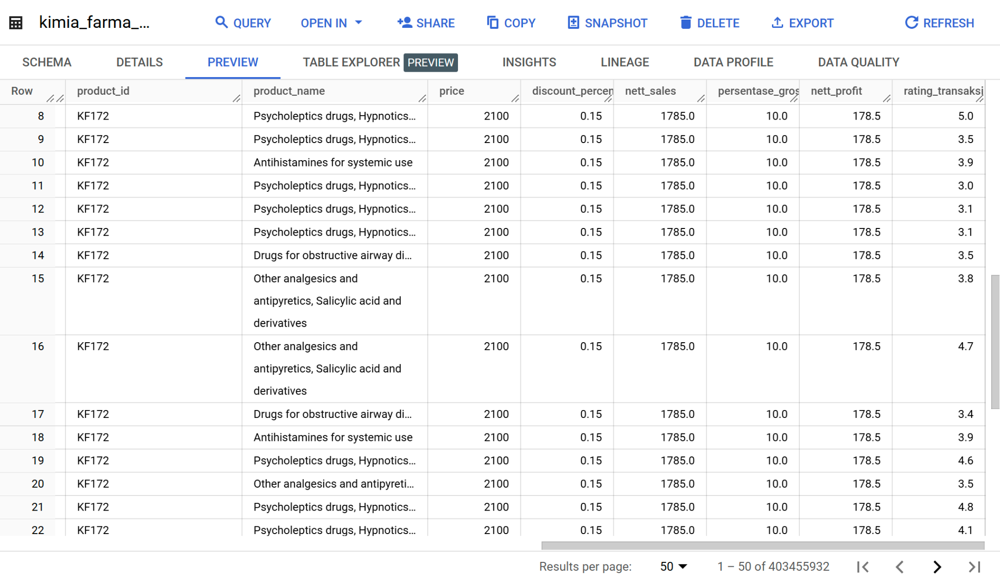 kimia_farma_... QUERY OPEN IN SHARE COPY SNAPSHOT DELETE EXPORT REFRESH
SCHEMA DETAILS PREVIEW TABLE EXPLORER PREVIEW INSIGHTS LINEAGE DATA PROFILE DATA QUALITY
Row product_id product_name price discount_percen nett_sales persentase_gros nett_profit rating_transaksi
8 KF172 Psycholeptics drugs, Hypnotics... 2100 0.15 1785.0 10.0 178.5 5.0
9 KF172 Psycholeptics drugs, Hypnotics... 2100 0.15 1785.0 10.0 178.5 3.5
10 KF172 Antihistamines for systemic use 2100 0.15 1785.0 10.0 178.5 3.9
11 KF172 Psycholeptics drugs, Hypnotics... 2100 0.15 1785.0 10.0 178.5 3.0
12 KF172 Psycholeptics drugs, Hypnotics... 2100 0.15 1785.0 10.0 178.5 3.1
13 KF172 Psycholeptics drugs, Hypnotics... 2100 0.15 1785.0 10.0 178.5 3.1
14 KF172 Drugs for obstructive airway di... 2100 0.15 1785.0 10.0 178.5 3.5
15 KF172 Other analgesics and 2100 0.15 1785.0 10.0 178.5 3.8
antipyretics, Salicylic acid and
derivatives
16 KF172 Other analgesics and 2100 0.15 1785.0 10.0 178.5 4.7
antipyretics, Salicylic acid and
derivatives
17 KF172 Drugs for obstructive airway di... 2100 0.15 1785.0 10.0 178.5 3.4
18 KF172 Antihistamines for systemic use 2100 0.15 1785.0 10.0 178.5 3.9
19 KF172 Psycholeptics drugs, Hypnotics... 2100 0.15 1785.0 10.0 178.5 4.6
20 KF172 Other analgesics and antipyreti... 2100 0.15 1785.0 10.0 178.5 3.5
21 KF172 Psycholeptics drugs, Hypnotics... 2100 0.15 1785.0 10.0 178.5 4.8
22 KF172 Psycholeptics drugs, Hypnotics... 2100 0.15 1785.0 10.0 178.5 4.1
Results per page: 50 1 – 50 of 403455932